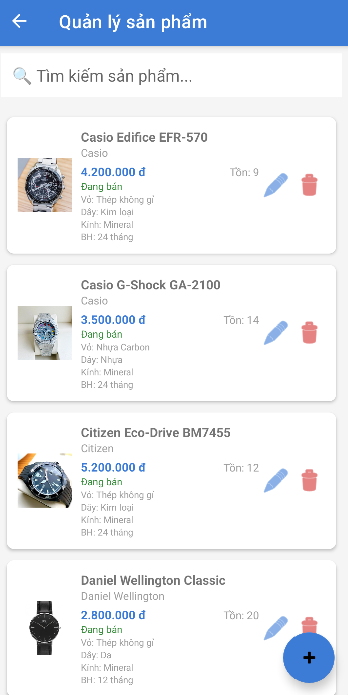 Quản lý sản phẩm
🔍 Tìm kiếm sản phẩm...
Casio Edifice EFR-570
Casio
4.200.000 đ
Tồn: 9
Đang bán
Vỏ: Thép không gỉ
Dây: Kim loại
Kính: Mineral
BH: 24 tháng
Casio G-Shock GA-2100
Casio
3.500.000 đ
Tồn: 14
Đang bán
Vỏ: Nhựa Carbon
Dây: Nhựa
Kính: Mineral
BH: 24 tháng
Citizen Eco-Drive BM7455
Citizen
5.200.000 đ
Tồn: 12
Đang bán
Vỏ: Thép không gỉ
Dây: Kim loại
Kính: Mineral
BH: 24 tháng
Daniel Wellington Classic
Daniel Wellington
2.800.000 đ
Tồn: 20
Đang bán
Vỏ: Thép không gỉ
Dây: Da
Kính: Mineral
BH: 12 tháng
+